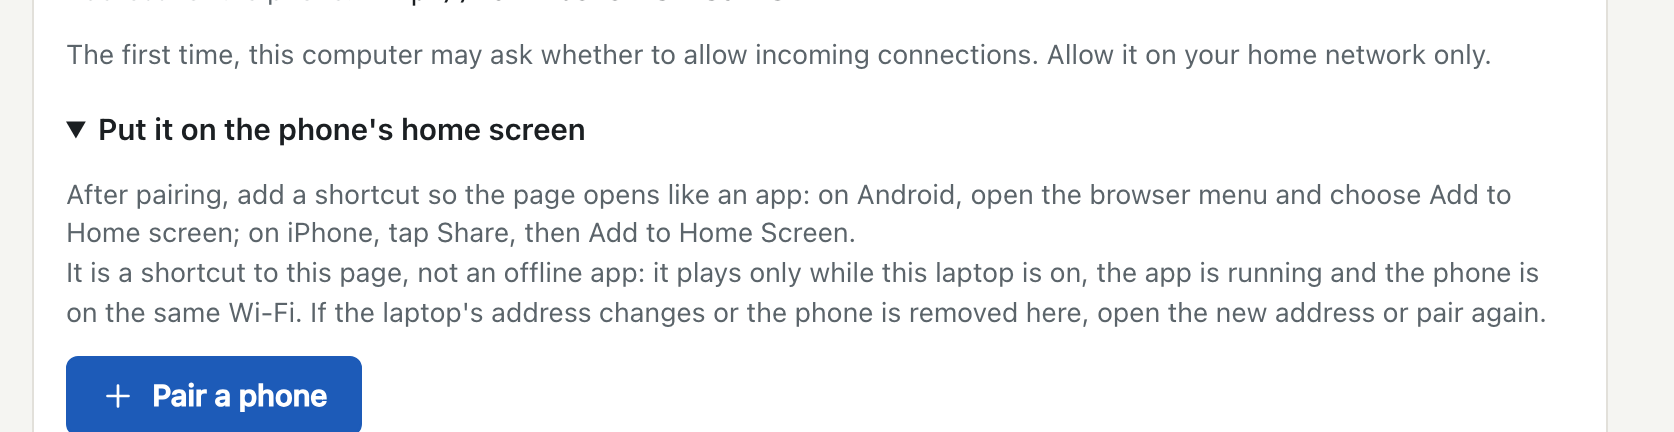 The first time, this computer may ask whether to allow incoming connections. Allow it on your home network only.
▼ Put it on the phone's home screen
After pairing, add a shortcut so the page opens like an app: on Android, open the browser menu and choose Add to
Home screen; on iPhone, tap Share, then Add to Home Screen.
It is a shortcut to this page, not an offline app: it plays only while this laptop is on, the app is running and the phone is
on the same Wi-Fi. If the laptop's address changes or the phone is removed here, open the new address or pair again.
+ Pair a phone